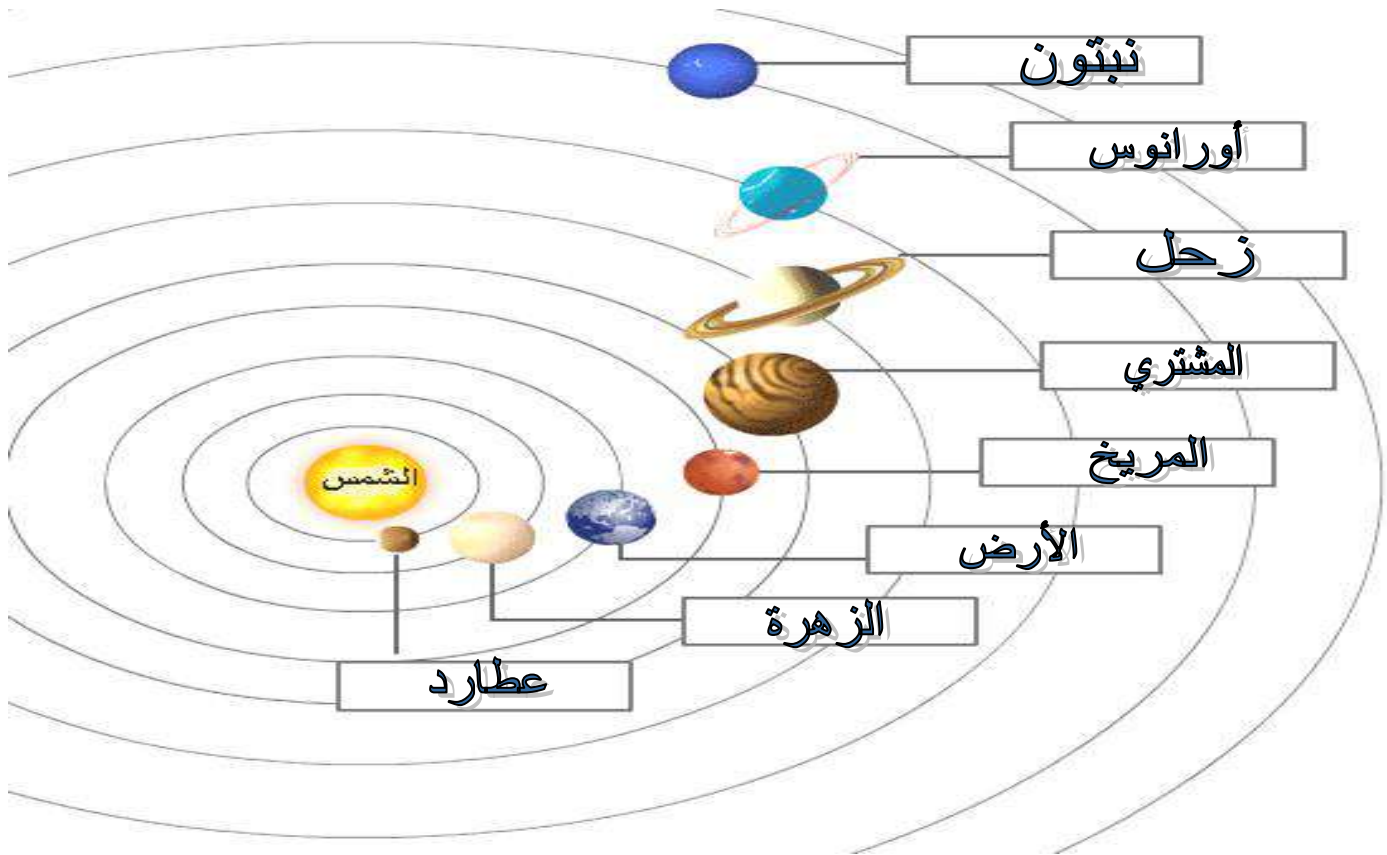 نبتون
أورانوس
زحل
المشتري
المريخ
الشمس
الأرض
الزهرة
عطارد